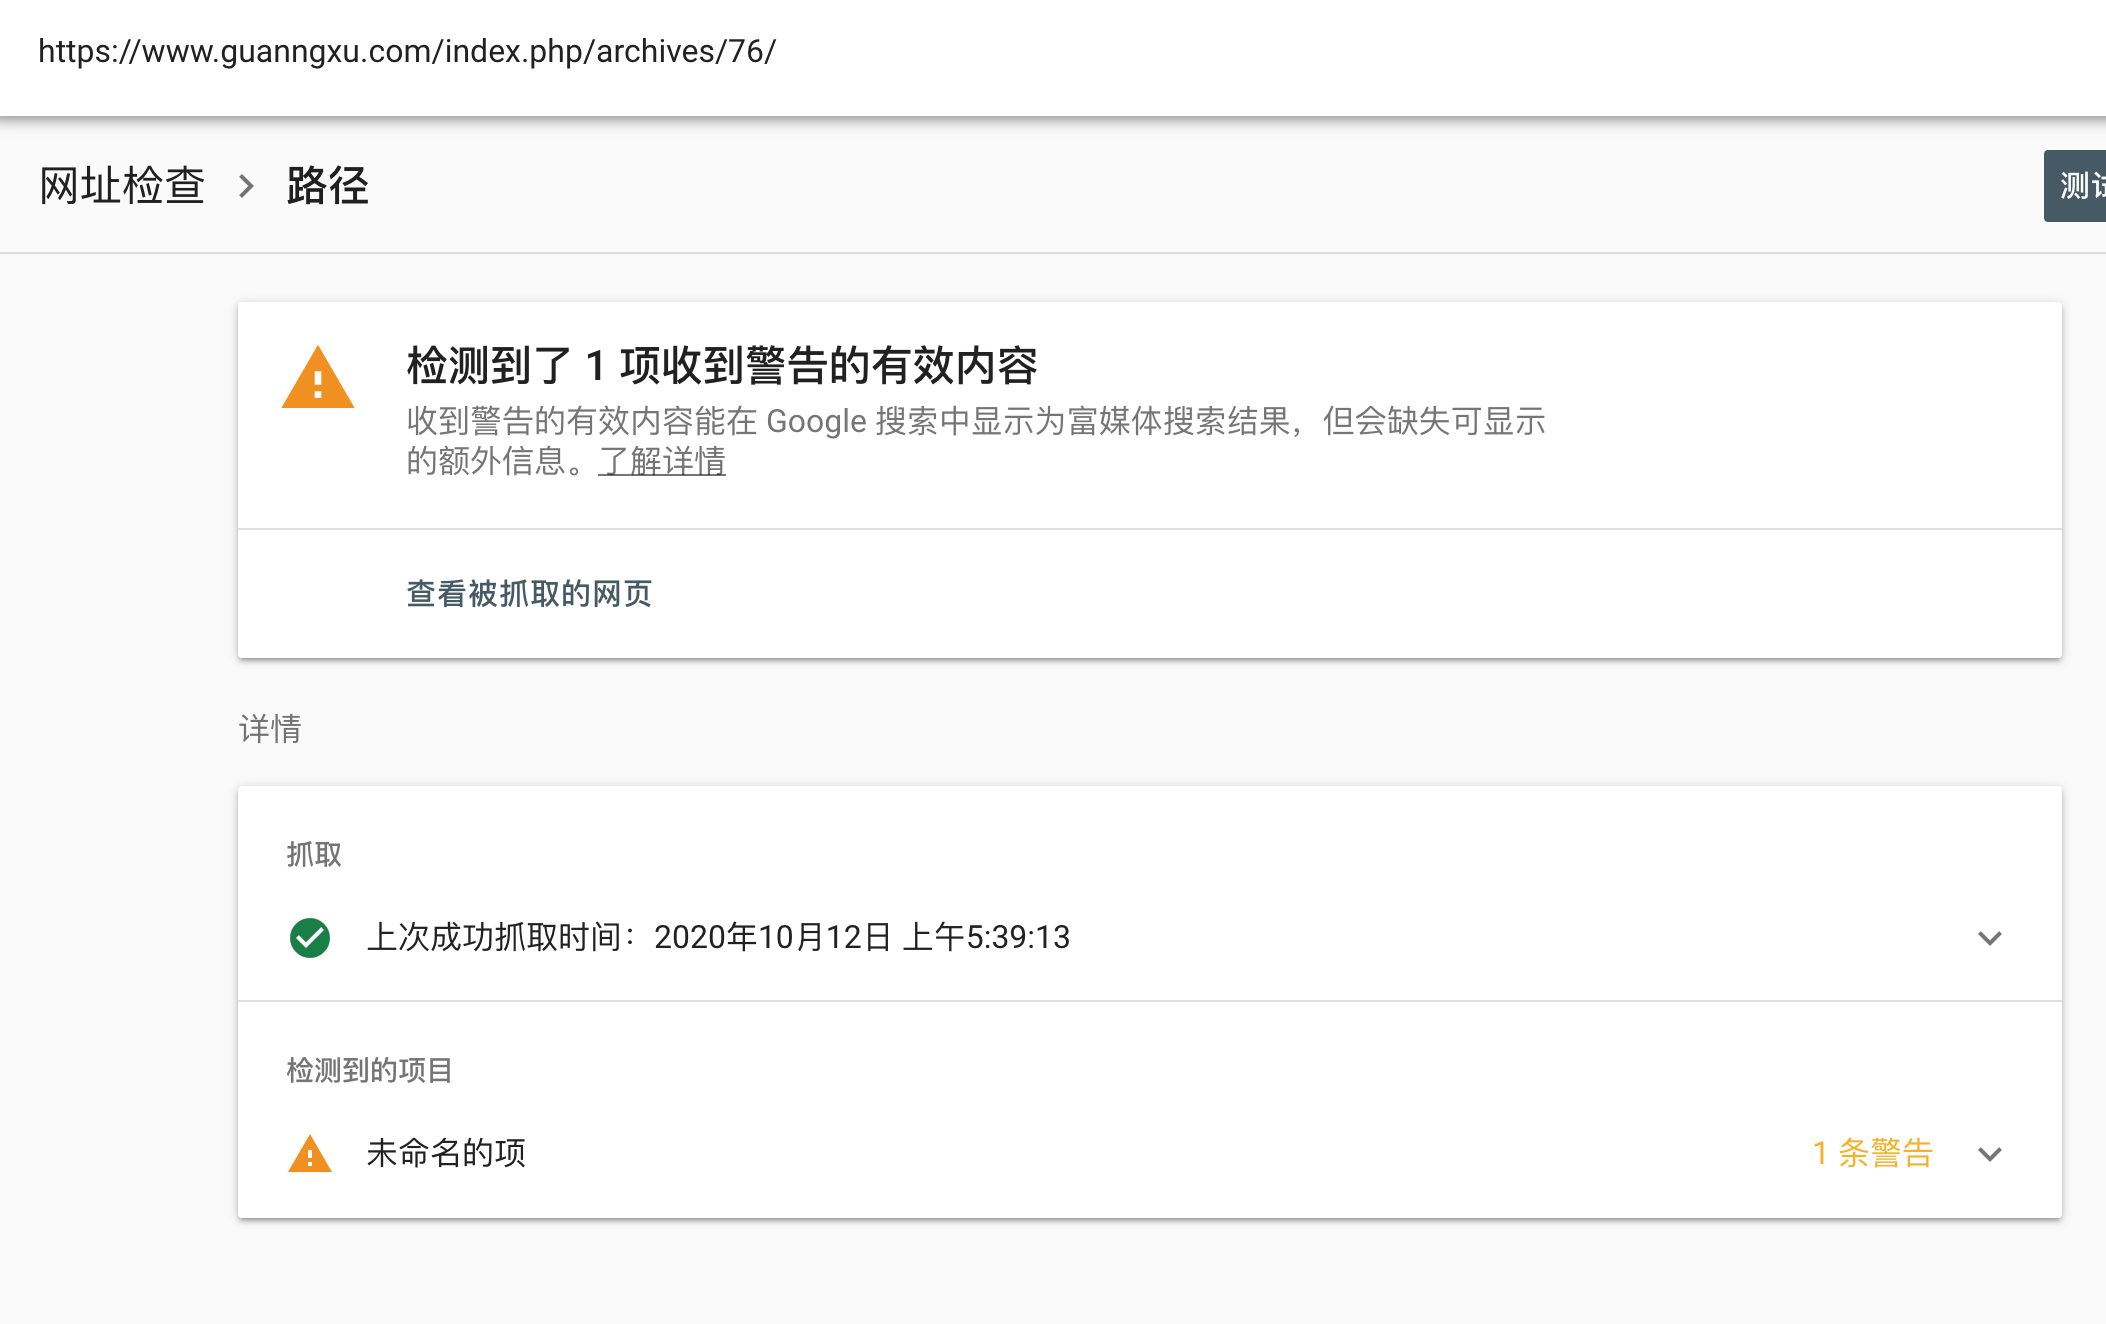 https://www.guanngxu.com/index.php/archives/76/
网址检查 > 路径
测试
检测到了 1 项收到警告的有效内容
收到警告的有效内容能在 Google 搜索中显示为富媒体搜索结果，但会缺失可显示
的额外信息。了解详情
查看被抓取的网页
详情
抓取
上次成功抓取时间：2020年10月12日 上午5:39:13
检测到的项目
未命名的项
1 条警告